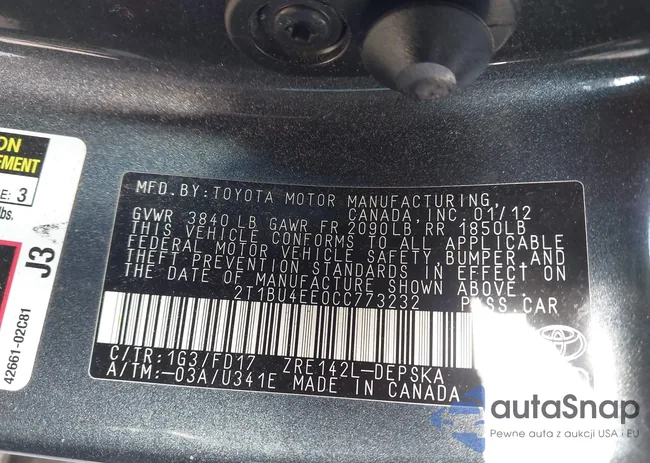 ON
EMENT
E: 3
lbs.
J3
42661-02C81
MFD. BY: TOYOTA MOTOR MANUFACTURING,
CANADA, INC. 01/12
GVWR 3840 LB GAWR FR 2090LB RR 1850LB
THIS VEHICLE CONFORMS TO ALL APPLICABLE
FEDERAL MOTOR VEHICLE SAFETY, BUMPER AND
THEFT PREVENTION STANDARDS IN EFFECT ON
THE DATE OF MANUFACTURE SHOWN ABOVE.
2T1BU4EE0CC773232 PASS. CAR
C/TR: 1G3/FD17 ZRE142L-DEPSKA
A/TM:-03A/U341E MADE IN CANADA
autaSnap
Pewne auta z aukcji USA i EU